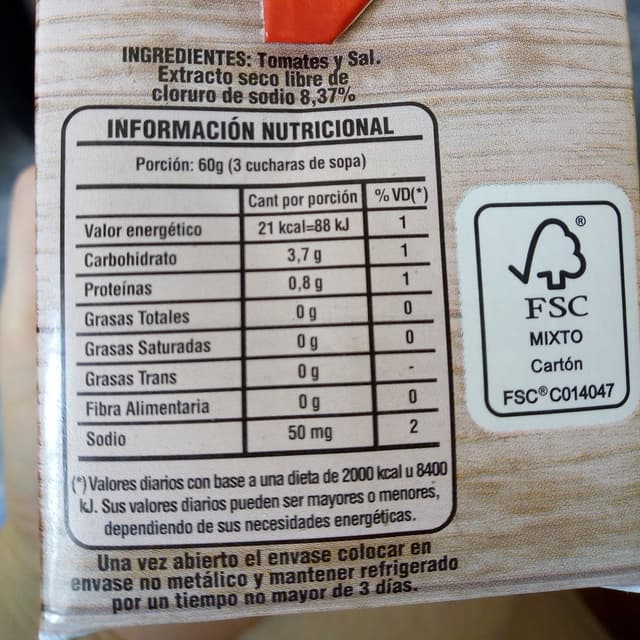 INGREDIENTES: Tomates y Sal.
Extracto seco libre de
cloruro de sodio 8,37%
INFORMACIÓN NUTRICIONAL
Porción: 60g (3 cucharas de sopa)
Cant por porción % VD(*)
Valor energético 21 kcal=88 kJ 1
Carbohidrato 3,7 g 1
Proteínas 0,8 g 1
Grasas Totales 0 g 0
Grasas Saturadas 0 g 0
Grasas Trans 0 g -
Fibra Alimentaria 0 g 0
Sodio 50 mg 2
(*) Valores diarios con base a una dieta de 2000 kcal u 8400
kJ. Sus valores diarios pueden ser mayores o menores,
dependiendo de sus necesidades energéticas.
Una vez abierto el envase colocar en
envase no metálico y mantener refrigerado
por un tiempo no mayor de 3 días.
®
FSC
MIXTO
Cartón
FSC® C014047